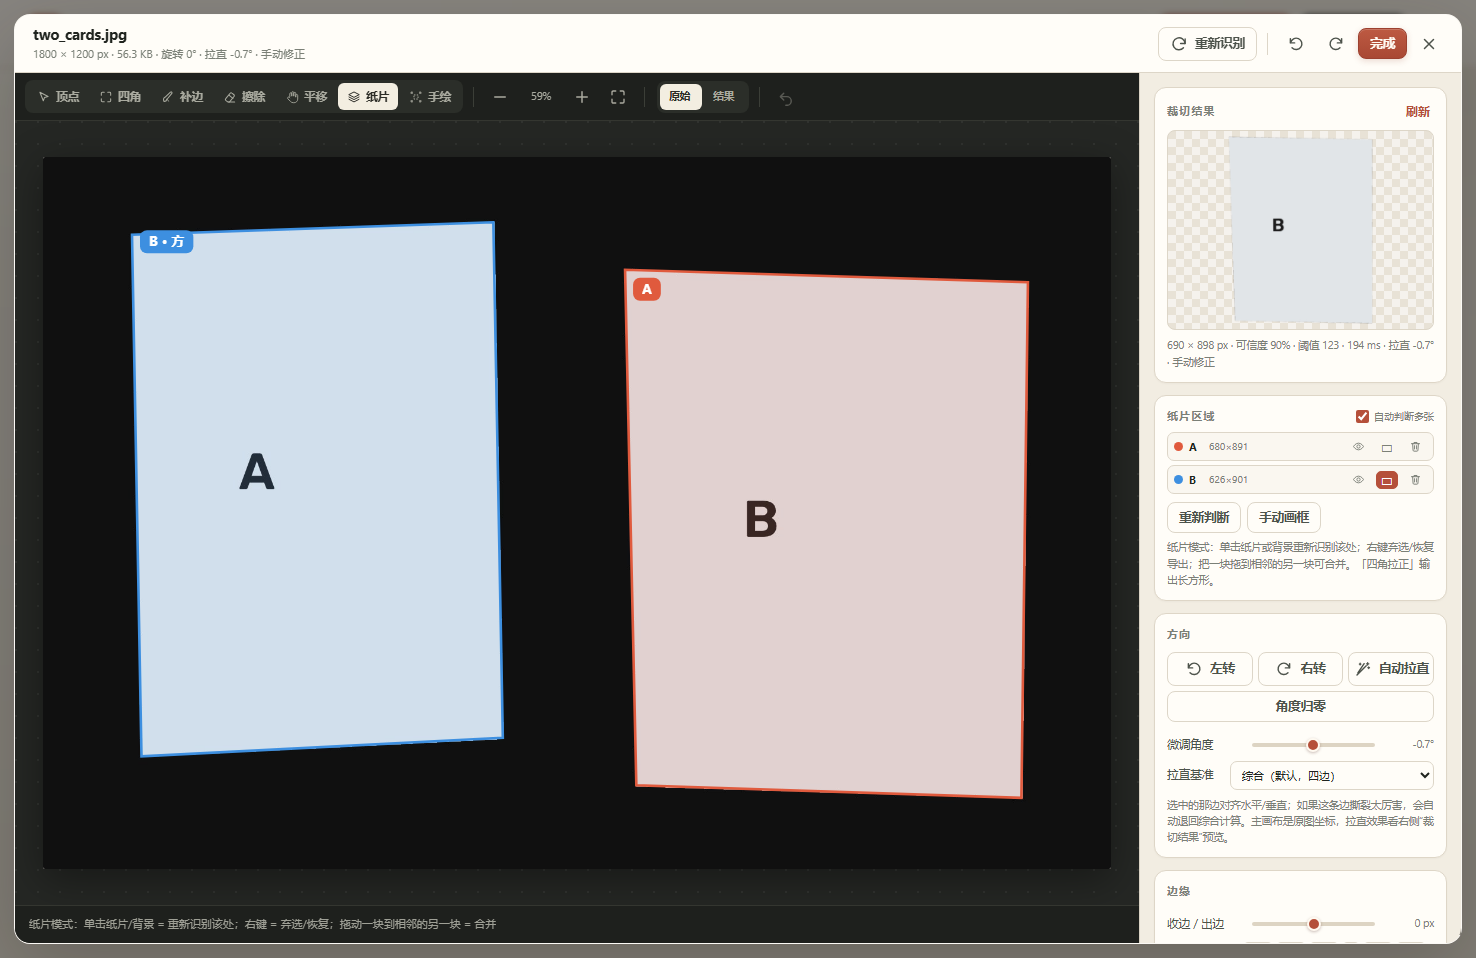 two_cards.jpg
1800 × 1200 px · 56.3 KB · 旋转 0° · 拉直 -0.7° · 手动修正
重新识别
完成
顶点 四角 补边 擦除 平移 纸片 手绘 59% 原始 结果
B • 方
A
A
B
纸片模式：单击纸片/背景 = 重新识别该处；右键 = 弃选/恢复；拖动一块到相邻的另一块 = 合并
裁切结果 刷新
B
690 × 898 px · 可信度 90% · 阈值 123 · 194 ms · 拉直 -0.7°
· 手动修正
纸片区域 自动判断多张
A 680×891
B 626×901
重新判断 手动画框
纸片模式：单击纸片或背景重新识别该处；右键弃选/恢复
导出；把一块拖到相邻的另一块可合并。「四角拉正」输
出长方形。
方向
左转 右转 自动拉直
角度归零
微调角度 -0.7°
拉直基准 综合（默认，四边）
选中的那边对齐水平/垂直；如果这条边撕裂太厉害，会自
动退回综合计算。主画布是原图坐标，拉直效果看右侧“裁
切结果”预览。
边缘
收边 / 出边 0 px